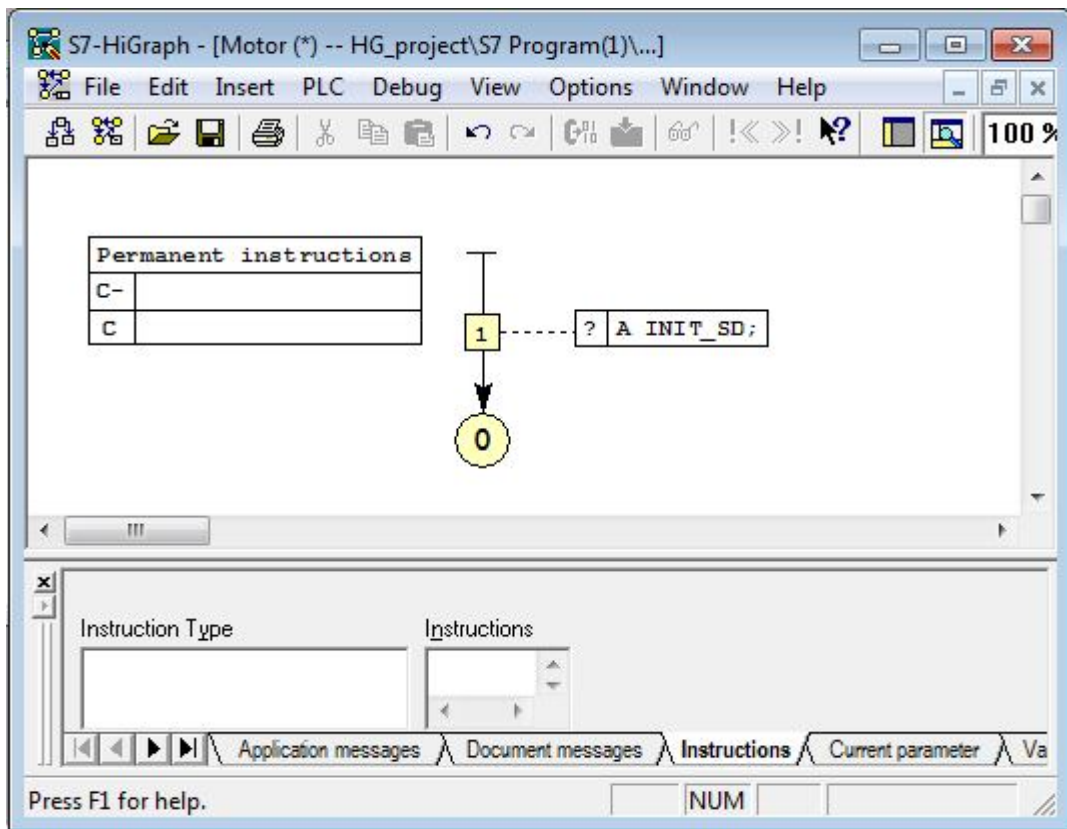 S7-HiGraph - [Motor (*) -- HG_project\S7 Program(1)\...]
File Edit Insert PLC Debug View Options Window Help
100 %
Permanent instructions
C-
C
1
? A INIT_SD;
0
Instruction Type Instructions
Application messages Document messages Instructions Current parameter Va
Press F1 for help. NUM